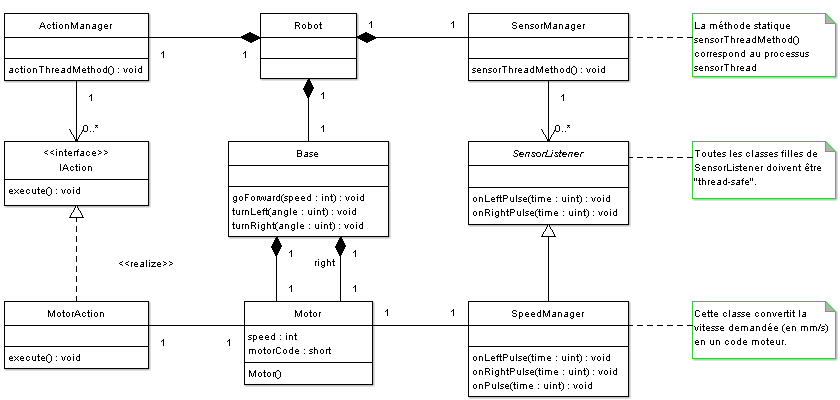 ActionManager
actionThreadMethod() : void
Robot
1
1
1
1
SensorManager
sensorThreadMethod() : void
La méthode statique
sensorThreadMethod()
correspond au processus
sensorThread
1
0..*
1
1
1
0..*
<<interface>>
IAction
execute() : void
Base
goForward(speed : int) : void
turnLeft(angle : uint) : void
turnRight(angle : uint) : void
SensorListener
onLeftPulse(time : uint) : void
onRightPulse(time : uint) : void
Toutes les classes filles de
SensorListener doivent être
"thread-safe".
<<realize>>
1
1
right
1
1
MotorAction
execute() : void
1
1
Motor
speed : int
motorCode : short
Motor()
1
1
SpeedManager
onLeftPulse(time : uint) : void
onRightPulse(time : uint) : void
onPulse(time : uint) : void
Cette classe convertit la
vitesse demandée (en mm/s)
en un code moteur.